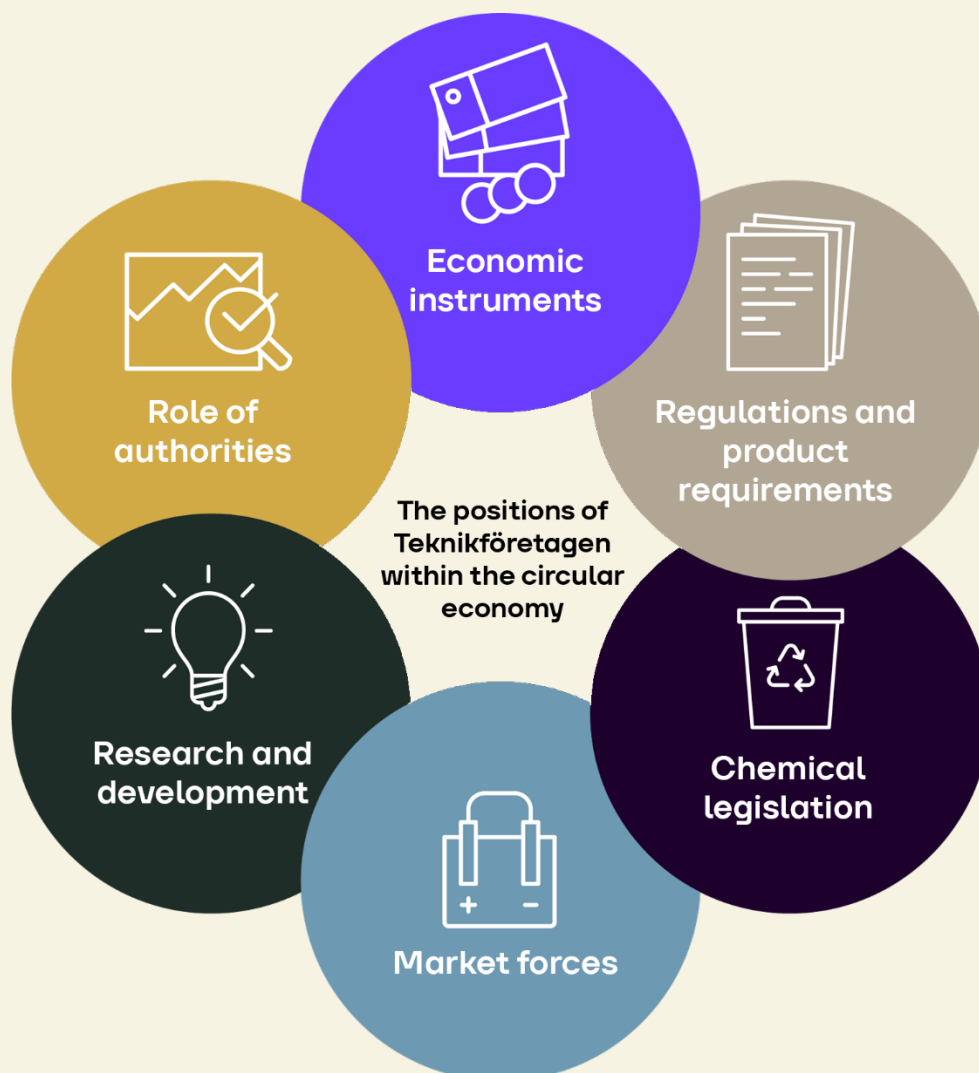 Economic
instruments
Role of
authorities
Regulations and
product
requirements
The positions of
Teknikföretagen
within the circular
economy
Research and
development
Chemical
legislation
+ −
Market forces